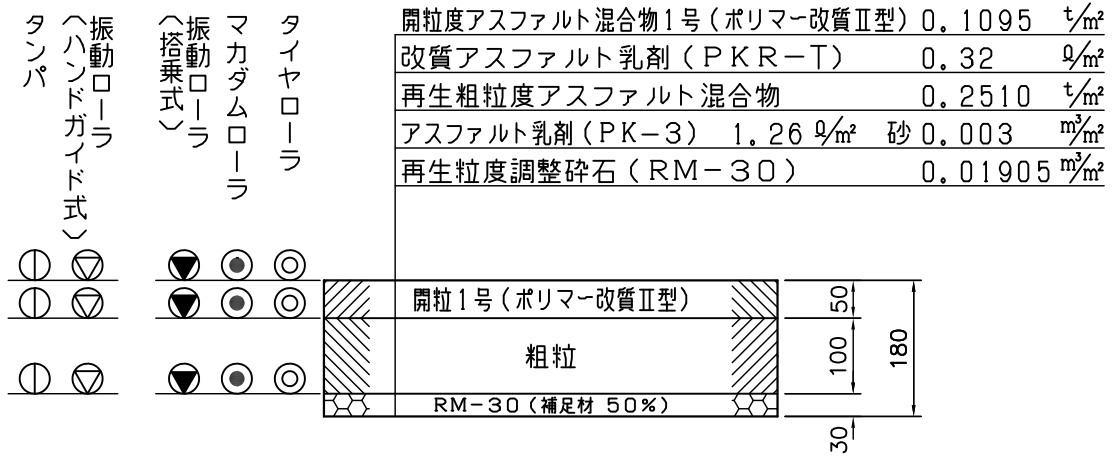 タンパ
振動ローラ
(ハンドガイド式)
振動ローラ
(搭乗式)
マカダムローラ
タイヤローラ
開粒度アスファルト混合物1号(ポリマー改質Ⅱ型) 0.1095 t/㎡
改質アスファルト乳剤(PKR-T) 0.32 ℓ/㎡
再生粗粒度アスファルト混合物 0.2510 t/㎡
アスファルト乳剤(PK-3) 1.26 ℓ/㎡ 砂 0.003 ㎥/㎡
再生粒度調整砕石(RM-30) 0.01905 ㎥/㎡
開粒1号(ポリマー改質Ⅱ型)
粗粒
RM-30(補足材 50%)
50
100
30
180